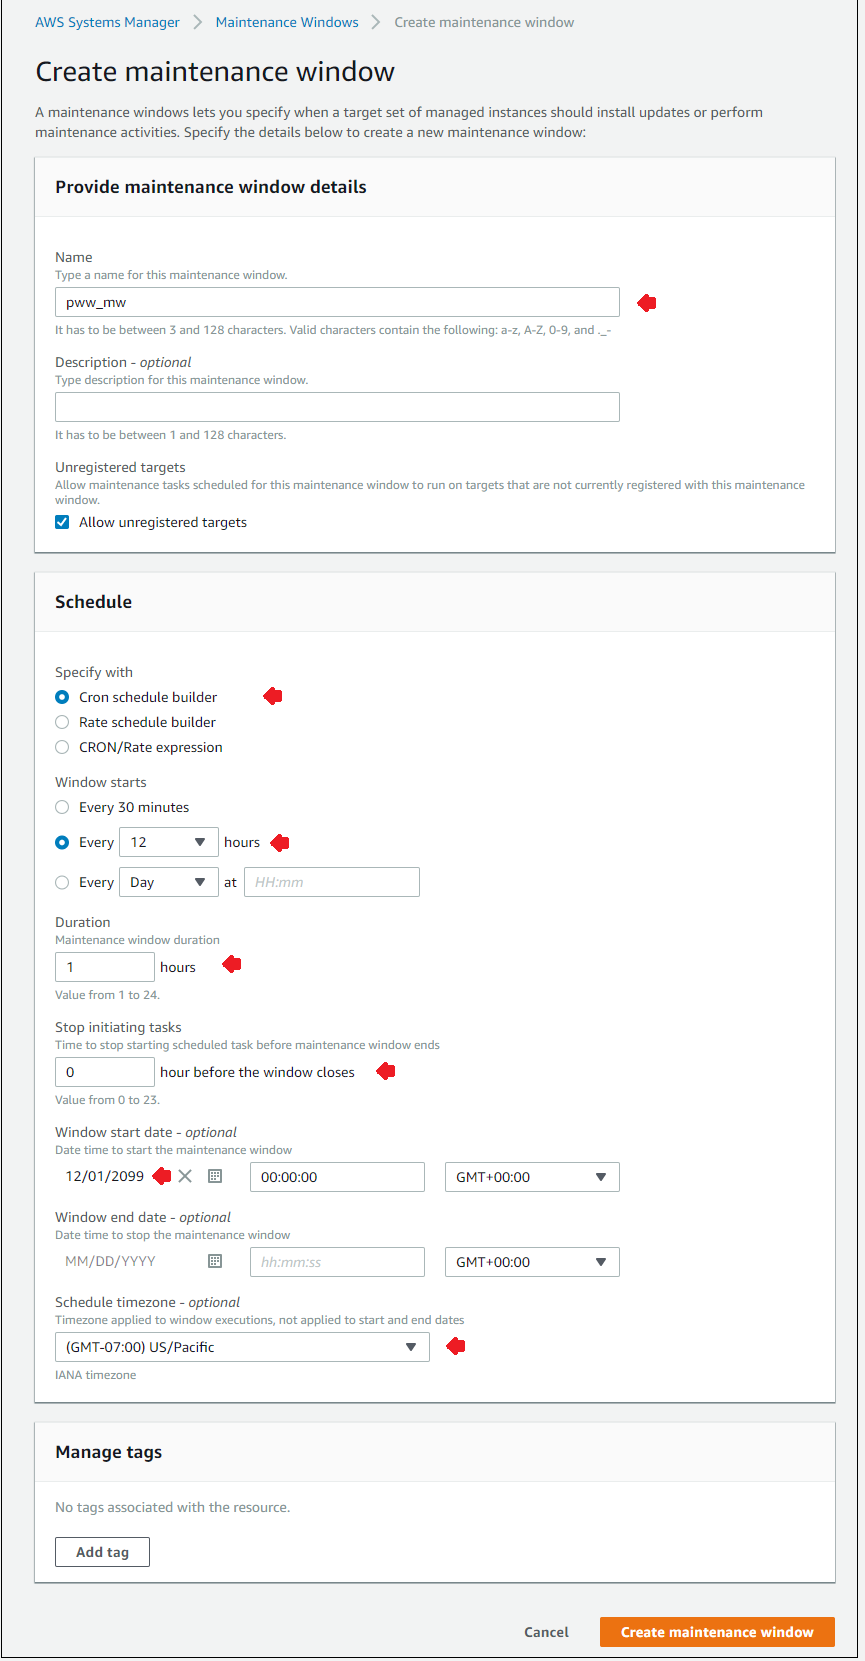 AWS Systems Manager > Maintenance Windows > Create maintenance window
Create maintenance window
A maintenance windows lets you specify when a target set of managed instances should install updates or perform
maintenance activities. Specify the details below to create a new maintenance window:
Provide maintenance window details
Name
Type a name for this maintenance window.
pww_mw
It has to be between 3 and 128 characters. Valid characters contain the following: a-z, A-Z, 0-9, and ._-
Description - optional
Type description for this maintenance window.
It has to be between 1 and 128 characters.
Unregistered targets
Allow maintenance tasks scheduled for this maintenance window to run on targets that are not currently registered with this maintenance
window.
Allow unregistered targets
Schedule
Specify with
Cron schedule builder
Rate schedule builder
CRON/Rate expression
Window starts
Every 30 minutes
Every 12 hours
Every Day at HH:mm
Duration
Maintenance window duration
1 hours
Value from 1 to 24.
Stop initiating tasks
Time to stop starting scheduled task before maintenance window ends
0 hour before the window closes
Value from 0 to 23.
Window start date - optional
Date time to start the maintenance window
12/01/2099 00:00:00 GMT+00:00
Window end date - optional
Date time to stop the maintenance window
MM/DD/YYYY hh:mm:ss GMT+00:00
Schedule timezone - optional
Timezone applied to window executions, not applied to start and end dates
(GMT-07:00) US/Pacific
IANA timezone
Manage tags
No tags associated with the resource.
Add tag
Cancel Create maintenance window